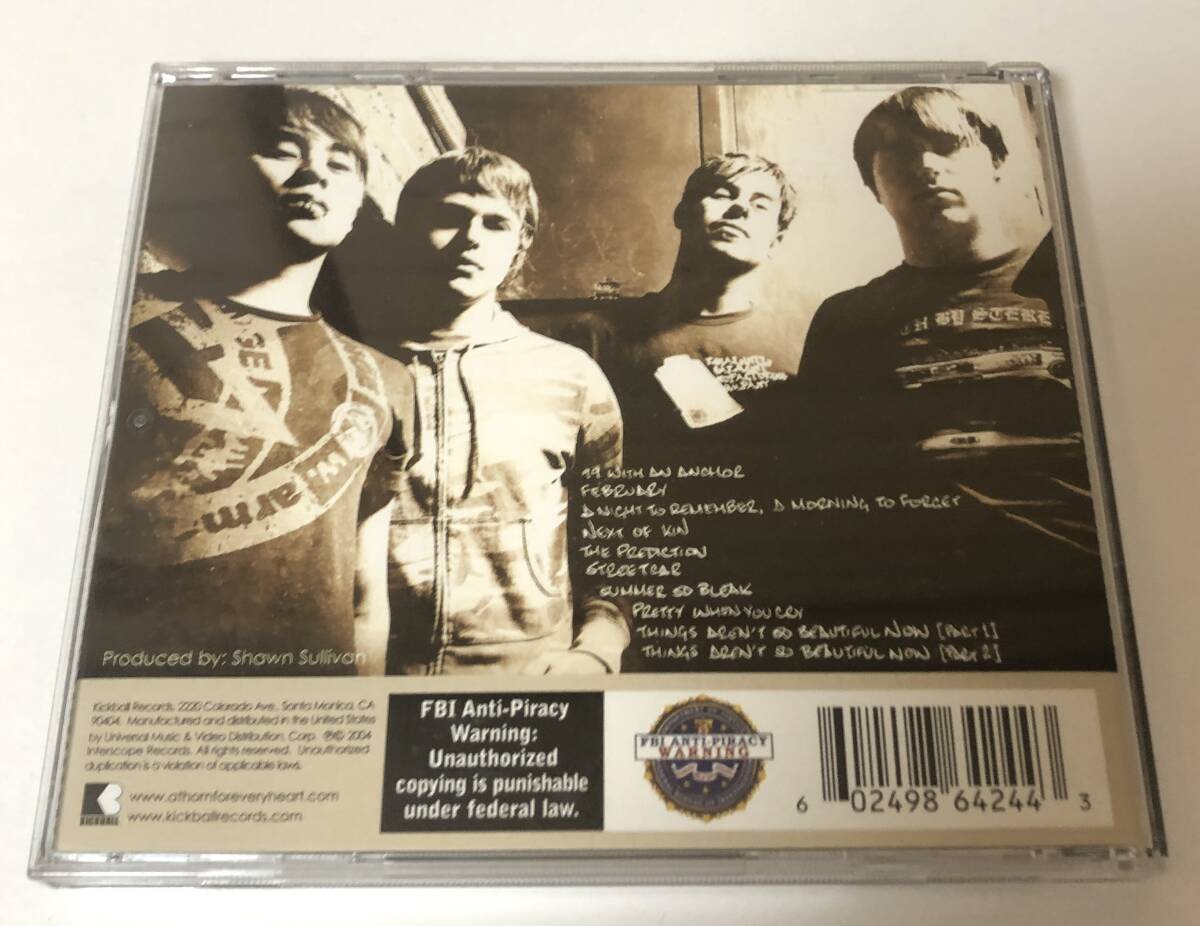 H BY STERE
99 WITH AN ANCHOR
FEBRUARY
A NIGHT TO REMEMBER, A MORNING TO FORGET
NEXT OF KIN
THE PREDICTION
STREETCAR
SUMMER SO BLEAK
PRETTY WHEN YOU CRY
THINGS AREN'T SO BEAUTIFUL NOW [PART 1]
THINGS AREN'T SO BEAUTIFUL NOW [PART 2]
Produced by: Shawn Sullivan
Kickball Records, 2220 Colorado Ave., Santa Monica, CA
90404. Manufactured and distributed in the United States
by Universal Music & Video Distribution, Corp. ℗© 2004
Interscope Records. All rights reserved. Unauthorized
duplication is a violation of applicable laws.
KICKBALL
www.athornforeveryheart.com
www.kickballrecords.com
FBI Anti-Piracy
Warning:
Unauthorized
copying is punishable
under federal law.
FBI ANTI-PIRACY
WARNING
6 02498 64244 3